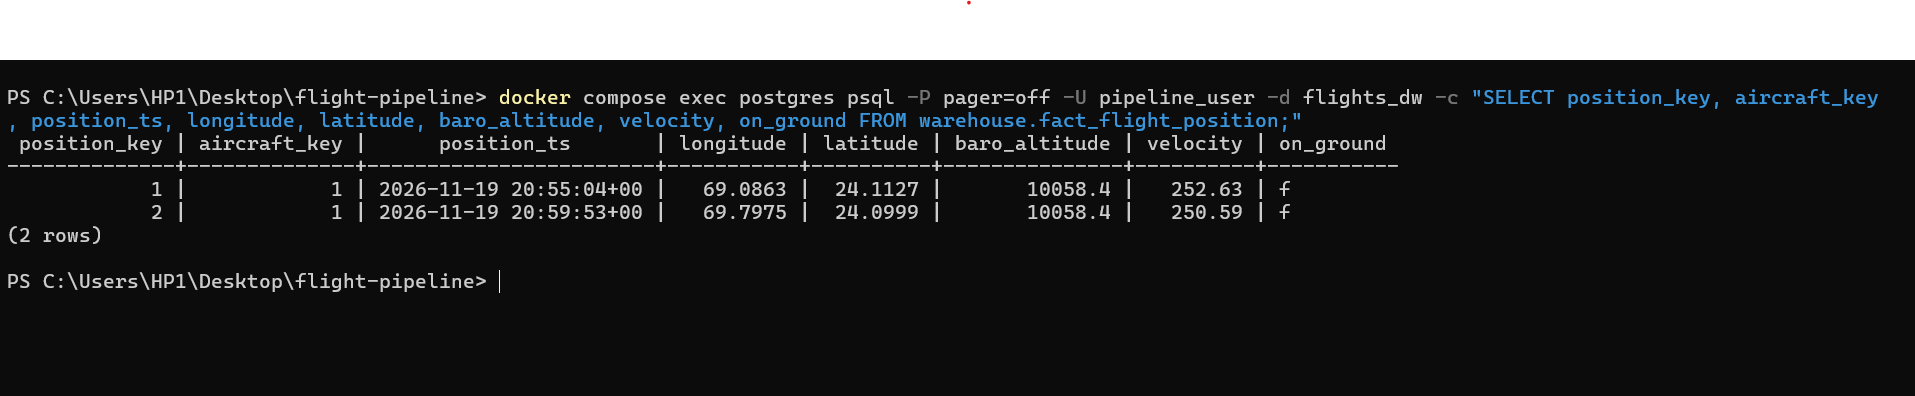 PS C:\Users\HP1\Desktop\flight-pipeline> docker compose exec postgres psql -P pager=off -U pipeline_user -d flights_dw -c "SELECT position_key, aircraft_key
, position_ts, longitude, latitude, baro_altitude, velocity, on_ground FROM warehouse.fact_flight_position;"
 position_key | aircraft_key |      position_ts       | longitude | latitude | baro_altitude | velocity | on_ground
--------------+--------------+------------------------+-----------+----------+---------------+----------+-----------
            1 |            1 | 2026-11-19 20:55:04+00 |   69.0863 |  24.1127 |       10058.4 |   252.63 | f
            2 |            1 | 2026-11-19 20:59:53+00 |   69.7975 |  24.0999 |       10058.4 |   250.59 | f
(2 rows)
PS C:\Users\HP1\Desktop\flight-pipeline>